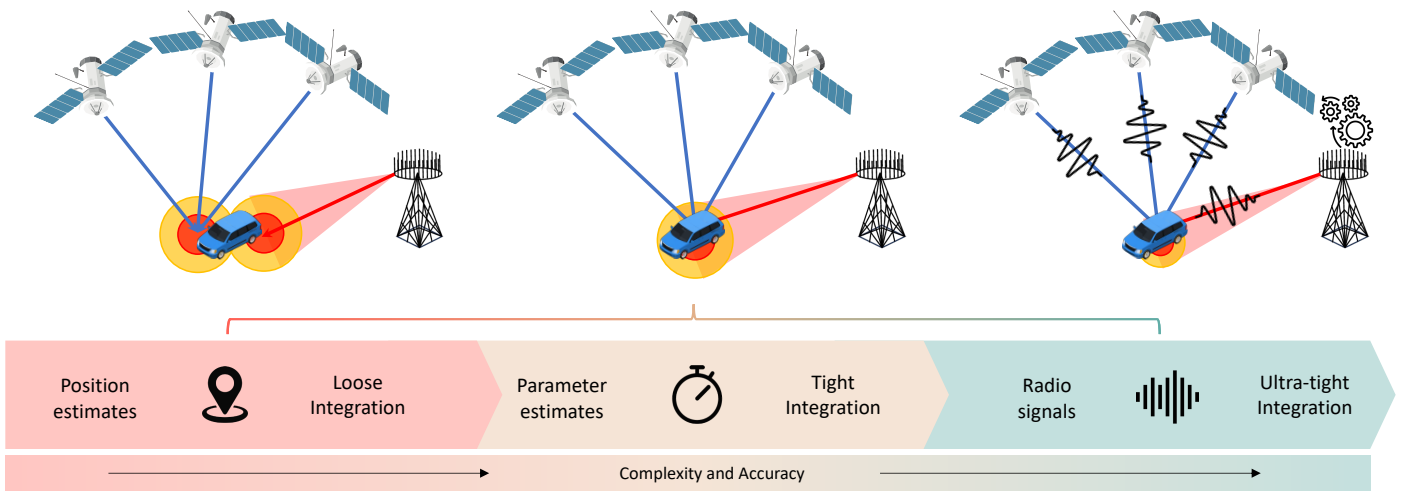 Position
estimates
Loose
Integration
Parameter
estimates
Tight
Integration
Radio
signals
Ultra-tight
Integration
Complexity and Accuracy